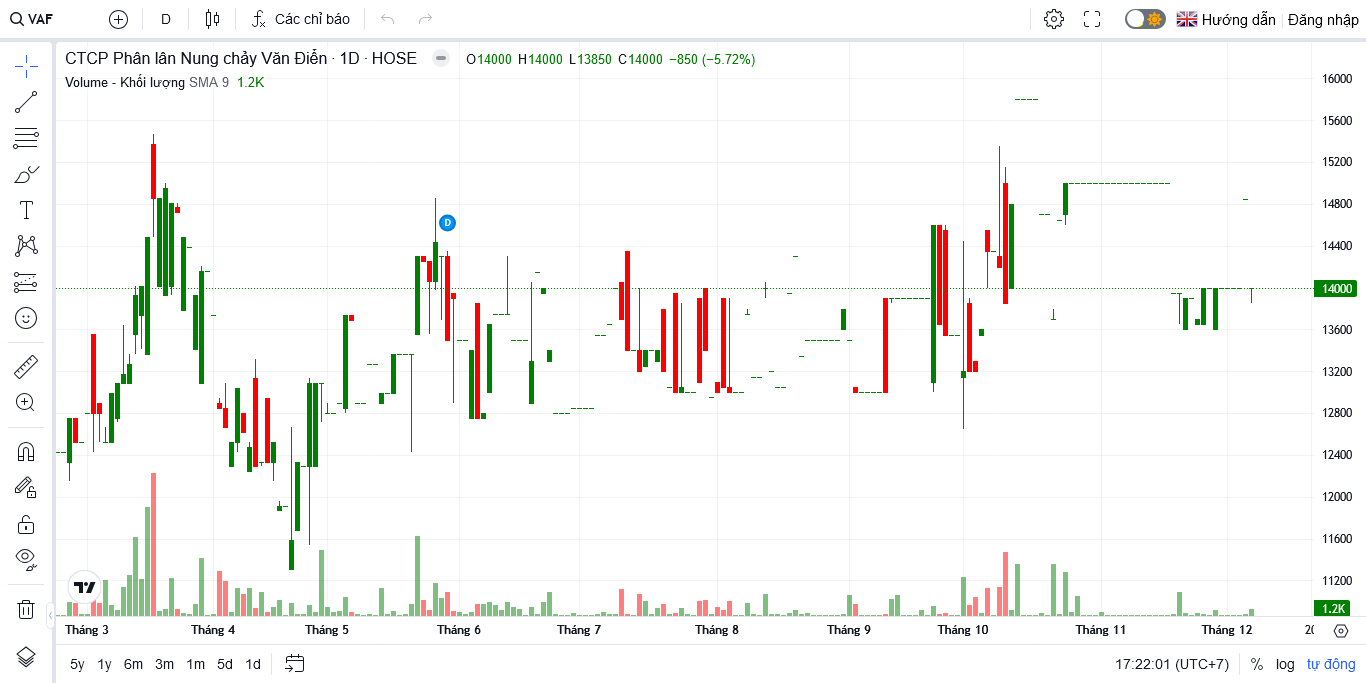 VAF D Các chỉ báo Hướng dẫn Đăng nhập
CTCP Phân lân Nung chảy Văn Điển · 1D · HOSE O14000 H14000 L13850 C14000 −850 (−5.72%)
Volume - Khối lượng SMA 9 1.2K
16000
15600
15200
14800
D
14400
14000
13600
13200
12800
12400
12000
11600
11200
1.2K
Tháng 3 Tháng 4 Tháng 5 Tháng 6 Tháng 7 Tháng 8 Tháng 9 Tháng 10 Tháng 11 Tháng 12
5y 1y 6m 3m 1m 5d 1d 17:22:01 (UTC+7) % log tự động